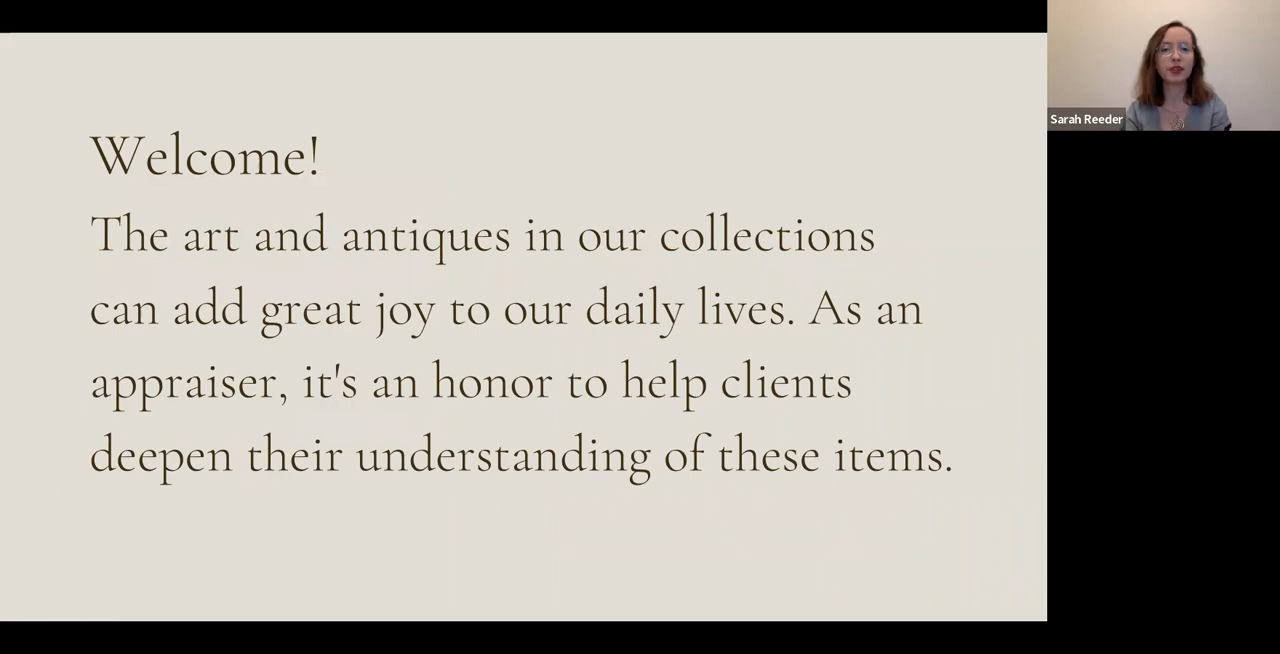 Welcome!
The art and antiques in our collections
can add great joy to our daily lives. As an
appraiser, it's an honor to help clients
deepen their understanding of these items.
Sarah Reeder